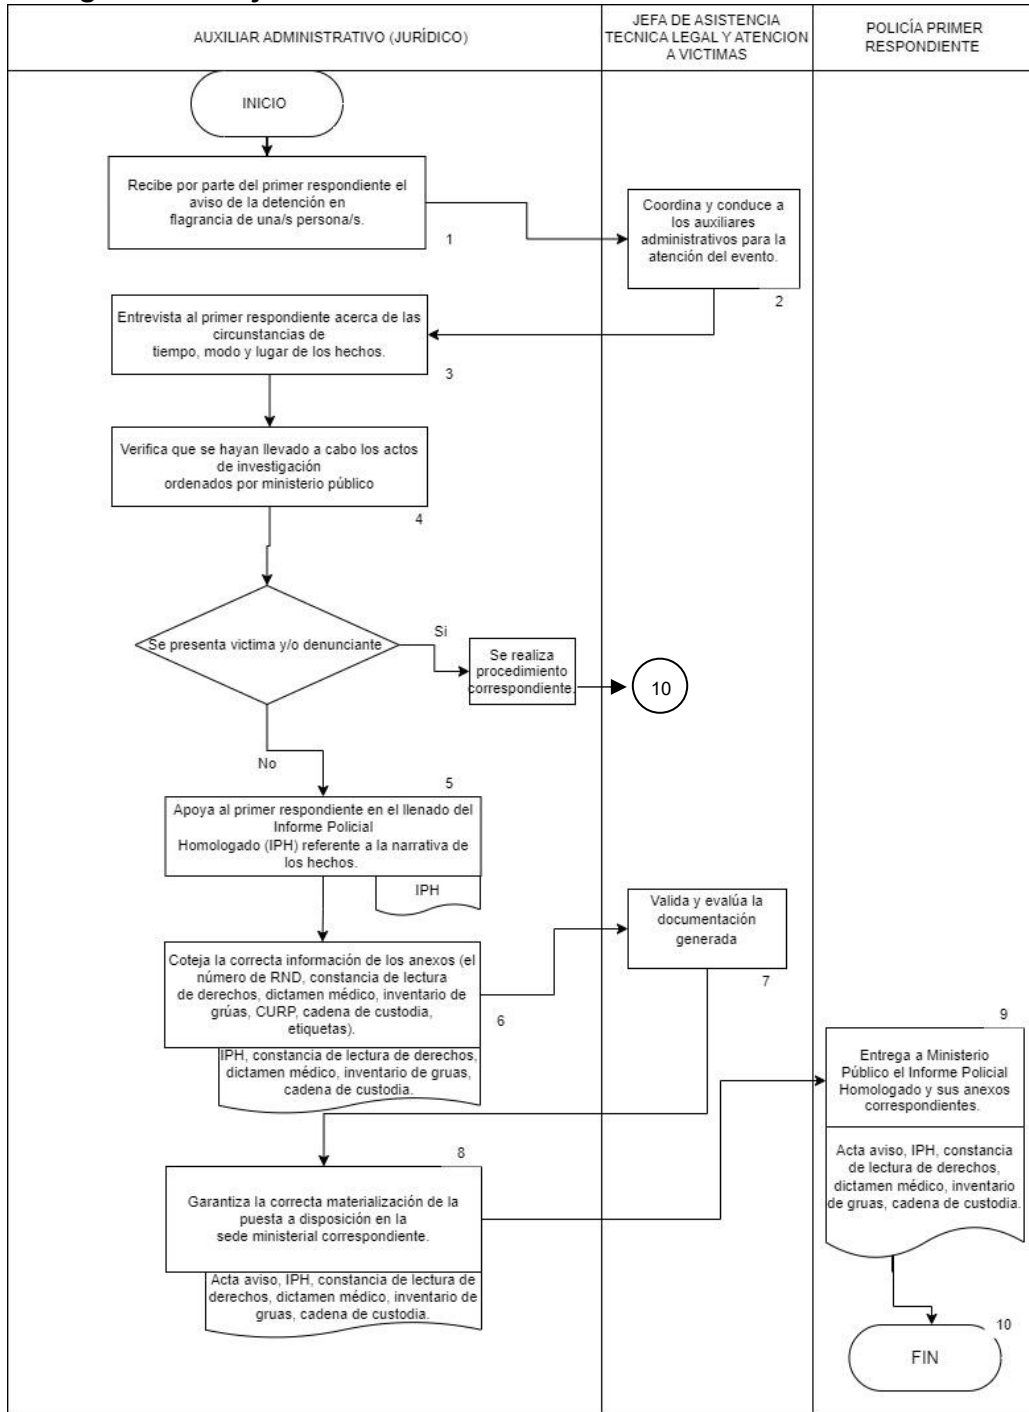 AUXILIAR ADMINISTRATIVO (JURÍDICO)
JEFA DE ASISTENCIA
TECNICA LEGAL Y ATENCION
A VICTIMAS
POLICÍA PRIMER
RESPONDIENTE
INICIO
Recibe por parte del primer respondiente el
aviso de la detención en
flagrancia de una/s persona/s.
1
Coordina y conduce a
los auxiliares
administrativos para la
atención del evento.
2
Entrevista al primer respondiente acerca de las
circunstancias de
tiempo, modo y lugar de los hechos.
3
Verifica que se hayan llevado a cabo los actos
de investigación
ordenados por ministerio público
4
Se presenta victima y/o denunciante
Si
Se realiza
procedimiento
correspondiente.
10
No
5
Apoya al primer respondiente en el llenado del
Informe Policial
Homologado (IPH) referente a la narrativa de
los hechos.
IPH
Coteja la correcta información de los anexos (el
número de RND, constancia de lectura
de derechos, dictamen médico, inventario de
grúas, CURP, cadena de custodia,
etiquetas).
6
IPH, constancia de lectura de derechos,
dictamen médico, inventario de gruas,
cadena de custodia.
Valida y evalúa la
documentación
generada
7
8
Garantiza la correcta materialización de la
puesta a disposición en la
sede ministerial correspondiente.
Acta aviso, IPH, constancia de lectura de
derechos, dictamen médico, inventario de
gruas, cadena de custodia.
9
Entrega a Ministerio
Público el Informe Policial
Homologado y sus anexos
correspondientes.
Acta aviso, IPH, constancia
de lectura de derechos,
dictamen médico, inventario
de gruas, cadena de custodia.
10
FIN